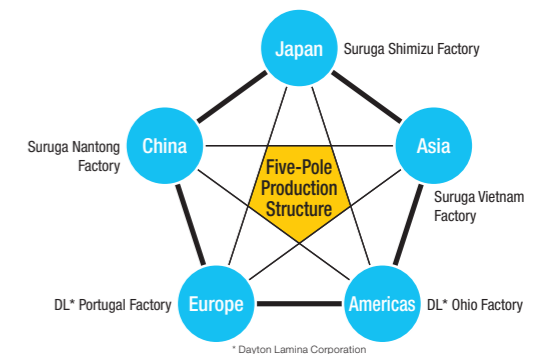 Japan
Suruga Shimizu Factory
China
Suruga Nantong
Factory
Asia
Suruga Vietnam
Factory
Five-Pole
Production
Structure
DL* Portugal Factory
Europe
Americas
DL* Ohio Factory
* Dayton Lamina Corporation